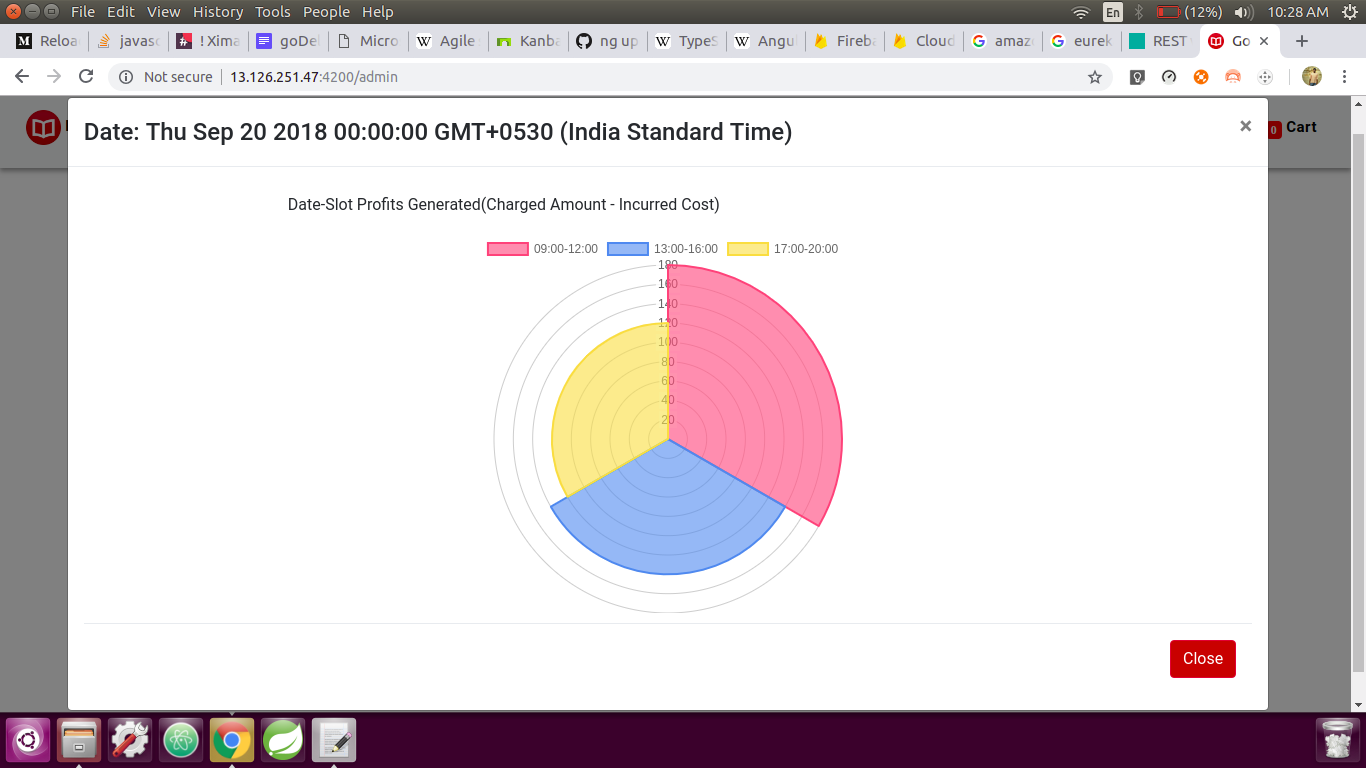 File Edit View History Tools People Help
En (12%) 10:28 AM
Reloa javasc ! Xima goDel Micro Agile Kanba ng up TypeS Angu Fireba Cloud amaz eurek REST Go
Not secure 13.126.251.47:4200/admin
Date: Thu Sep 20 2018 00:00:00 GMT+0530 (India Standard Time) ×
0 Cart
Date-Slot Profits Generated(Charged Amount - Incurred Cost)
09:00-12:00 13:00-16:00 17:00-20:00
180
160
140
120
100
80
60
40
20
Close